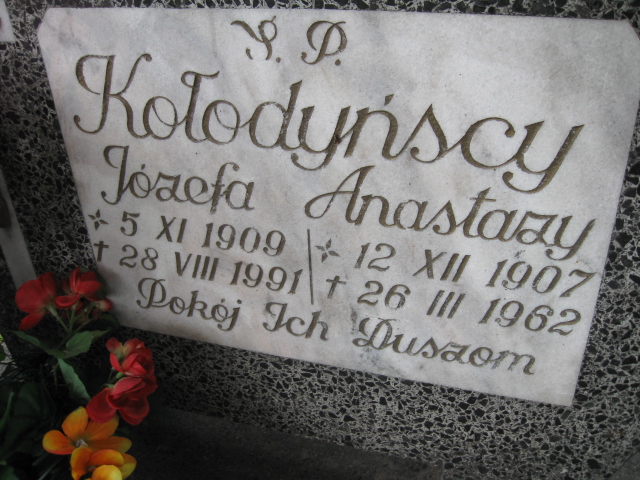 Ś. P.
Kołodyńscy
Józefa Anastazy
5 XI 1909 12 XII 1907
† 28 VIII 1991 † 26 III 1962
Pokój Ich Duszom